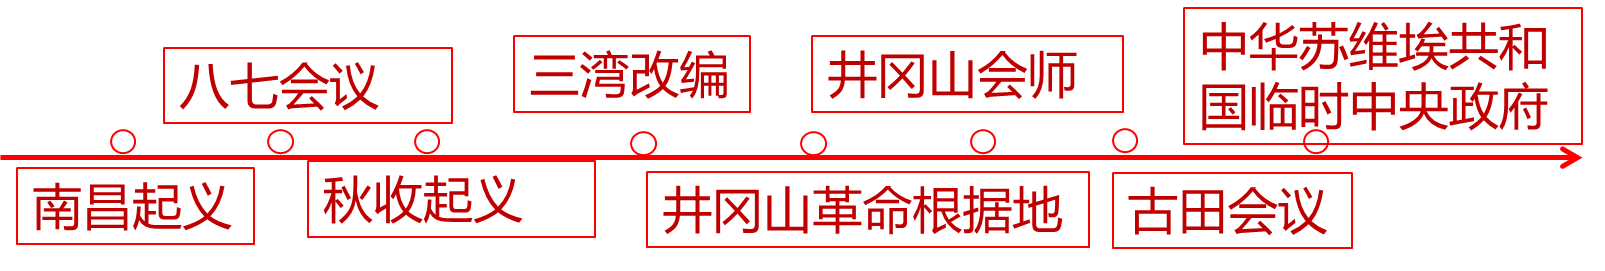 南昌起义
八七会议
秋收起义
三湾改编
井冈山革命根据地
井冈山会师
古田会议
中华苏维埃共和
国临时中央政府